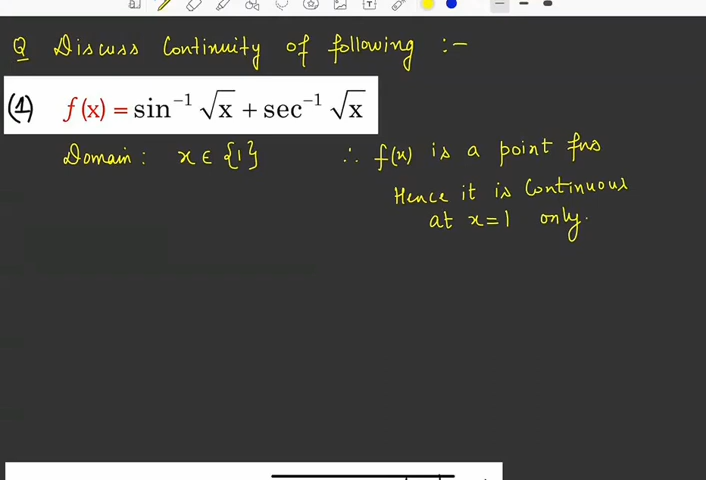 Q Discuss Continuity of following :-
(1) f(x) = sin⁻¹ √x + sec⁻¹ √x
Domain: x ∈ {1} ∴ f(x) is a point fns
Hence it is Continuous
at x=1 only.